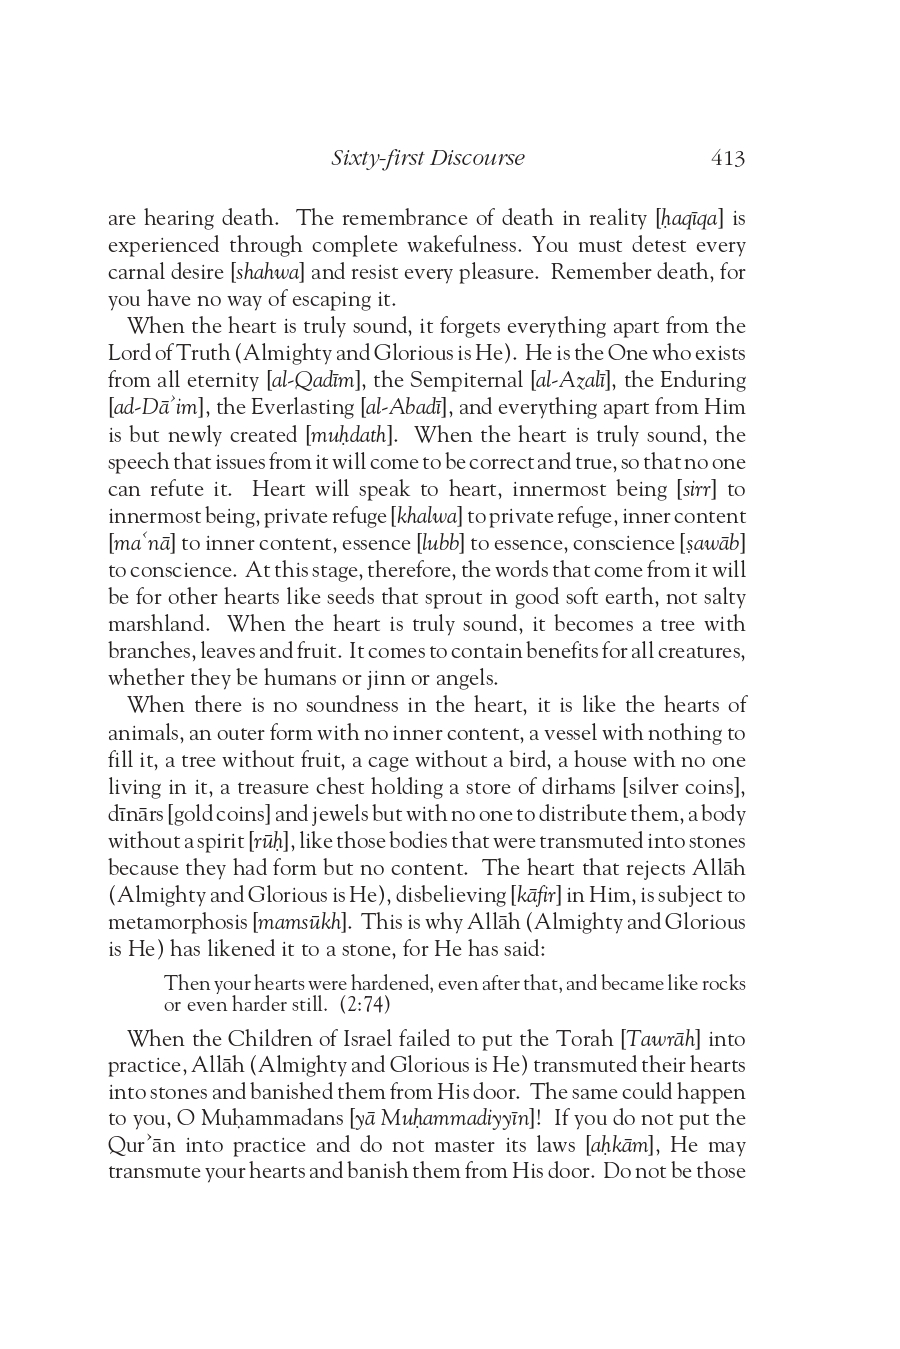 Sixty-first Discourse 413
are hearing death. The remembrance of death in reality [ḥaqīqa] is
experienced through complete wakefulness. You must detest every
carnal desire [shahwa] and resist every pleasure. Remember death, for
you have no way of escaping it.
When the heart is truly sound, it forgets everything apart from the
Lord of Truth (Almighty and Glorious is He). He is the One who exists
from all eternity [al-Qadīm], the Sempiternal [al-Azalī], the Enduring
[ad-Dāʾim], the Everlasting [al-Abadī], and everything apart from Him
is but newly created [muḥdath]. When the heart is truly sound, the
speech that issues from it will come to be correct and true, so that no one
can refute it. Heart will speak to heart, innermost being [sirr] to
innermost being, private refuge [khalwa] to private refuge, inner content
[maʿnā] to inner content, essence [lubb] to essence, conscience [ṣawāb]
to conscience. At this stage, therefore, the words that come from it will
be for other hearts like seeds that sprout in good soft earth, not salty
marshland. When the heart is truly sound, it becomes a tree with
branches, leaves and fruit. It comes to contain benefits for all creatures,
whether they be humans or jinn or angels.
When there is no soundness in the heart, it is like the hearts of
animals, an outer form with no inner content, a vessel with nothing to
fill it, a tree without fruit, a cage without a bird, a house with no one
living in it, a treasure chest holding a store of dirhams [silver coins],
dīnārs [gold coins] and jewels but with no one to distribute them, a body
without a spirit [rūḥ], like those bodies that were transmuted into stones
because they had form but no content. The heart that rejects Allāh
(Almighty and Glorious is He), disbelieving [kāfir] in Him, is subject to
metamorphosis [mamsūkh]. This is why Allāh (Almighty and Glorious
is He) has likened it to a stone, for He has said:
Then your hearts were hardened, even after that, and became like rocks
or even harder still. (2:74)
When the Children of Israel failed to put the Torah [Tawrāh] into
practice, Allāh (Almighty and Glorious is He) transmuted their hearts
into stones and banished them from His door. The same could happen
to you, O Muḥammadans [yā Muḥammadiyyīn]! If you do not put the
Qurʾān into practice and do not master its laws [aḥkām], He may
transmute your hearts and banish them from His door. Do not be those